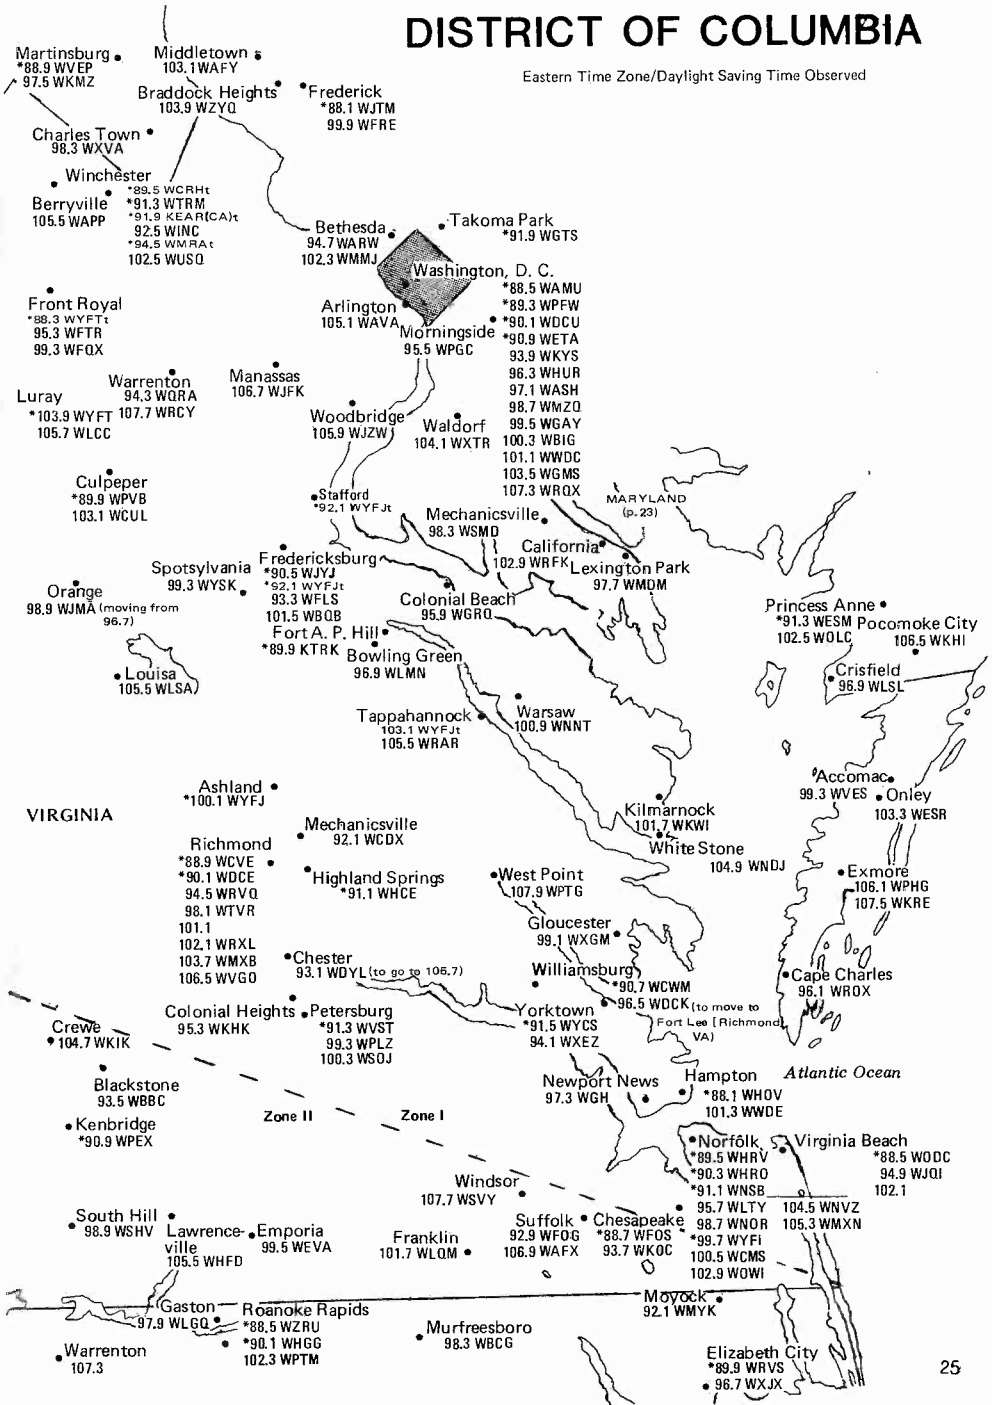 DISTRICT OF COLUMBIA
Eastern Time Zone/Daylight Saving Time Observed
Martinsburg
*88.9 WVEP
97.5 WKMZ
Middletown
103.1 WAFY
Braddock Heights
103.9 WZYQ
Frederick
*88.1 WJTM
99.9 WFRE
Charles Town
98.3 WXVA
Winchester
*89.5 WCRHt
*91.3 WTRM
*91.9 KEAR(CA)t
92.5 WINC
*94.5 WMRAt
102.5 WUSQ
Berryville
105.5 WAPP
Bethesda
94.7 WARW
102.3 WMMJ
Takoma Park
*91.9 WGTS
Washington, D. C.
*88.5 WAMU
*89.3 WPFW
*90.1 WDCU
*90.9 WETA
93.9 WKYS
96.3 WHUR
97.1 WASH
98.7 WMZQ
99.5 WGAY
100.3 WBIG
101.1 WWDC
103.5 WGMS
107.3 WRQX
Arlington
105.1 WAVA
Morningside
95.5 WPGC
Front Royal
*88.3 WYFTt
95.3 WFTR
99.3 WFQX
Warrenton
94.3 WQRA
107.7 WRCY
Manassas
106.7 WJFK
Luray
*103.9 WYFT
105.7 WLCC
Woodbridge
105.9 WJZW
Waldorf
104.1 WXTR
Culpeper
*89.9 WPVB
103.1 WCUL
Stafford
*92.1 WYFJt
MARYLAND
(p.23)
Mechanicsville
98.3 WSMD
California
102.9 WRFK
Lexington Park
97.7 WMDM
Spotsylvania
99.3 WYSK
Fredericksburg
*90.5 WJYJ
*92.1 WYFJt
93.3 WFLS
101.5 WBQB
Orange
98.9 WJMA (moving from
96.7)
Colonial Beach
95.9 WGRQ
Fort A. P. Hill
*89.9 KTRK
Bowling Green
96.9 WLMN
Princess Anne
*91.3 WESM
102.5 WOLC
Pocomoke City
106.5 WKHI
Louisa
105.5 WLSA
Crisfield
96.9 WLSL
Tappahannock
103.1 WYFJt
105.5 WRAR
Warsaw
100.9 WNNT
Ashland
*100.1 WYFJ
Accomac
99.3 WVES
Onley
103.3 WESR
VIRGINIA
Mechanicsville
92.1 WCDX
Kilmarnock
101.7 WKWI
White Stone
104.9 WNDJ
Richmond
*88.9 WCVE
*90.1 WDCE
94.5 WRVQ
98.1 WTVR
101.1
102.1 WRXL
103.7 WMXB
106.5 WVGO
Highland Springs
*91.1 WHCE
West Point
107.9 WPTG
Exmore
106.1 WPHG
107.5 WKRE
Gloucester
99.1 WXGM
Chester
93.1 WDYL (to go to 106.7)
Williamsburg
*90.7 WCWM
96.5 WDCK (to move to
Fort Lee [Richmond,
VA)
Cape Charles
96.1 WROX
Colonial Heights
95.3 WKHK
Petersburg
*91.3 WVST
99.3 WPLZ
100.3 WSOJ
Yorktown
*91.5 WYCS
94.1 WXEZ
Crewe
104.7 WKIK
Blackstone
93.5 WBBC
Newport News
97.3 WGH
Hampton
*88.1 WHOV
101.3 WWDE
Atlantic Ocean
Zone II
Zone I
Kenbridge
*90.9 WPEX
Norfolk
*89.5 WHRV
*90.3 WHRO
*91.1 WNSB
95.7 WLTY
98.7 WNOR
*99.7 WYFI
100.5 WCMS
102.9 WOWI
Virginia Beach
*88.5 WODC
94.9 WJQI
102.1
104.5 WNVZ
105.3 WMXN
Windsor
107.7 WSVY
South Hill
98.9 WSHV
Lawrence-
ville
105.5 WHFD
Emporia
99.5 WEVA
Franklin
101.7 WLQM
Suffolk
92.9 WFOG
106.9 WAFX
Chesapeake
*88.7 WFOS
93.7 WKOC
Gaston
97.9 WLGQ
Roanoke Rapids
*88.5 WZRU
*90.1 WHGG
102.3 WPTM
Moyock
92.1 WMYK
Murfreesboro
98.3 WBCG
Warrenton
107.3
Elizabeth City
*89.9 WRVS
96.7 WXJX
25